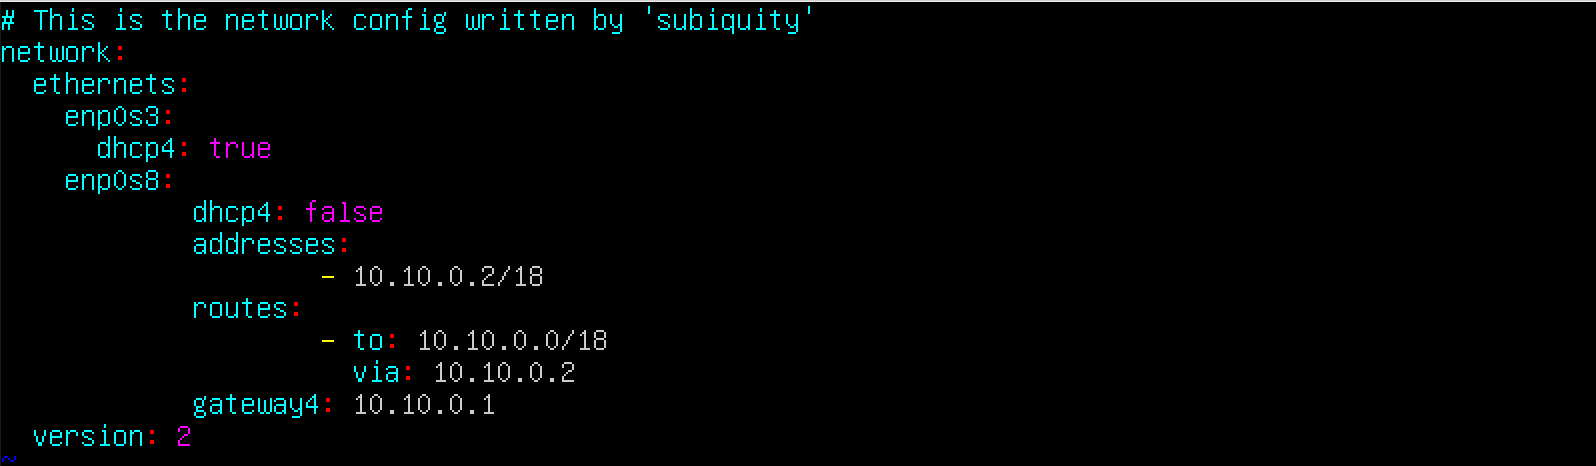 # This is the network config written by 'subiquity'
network:
  ethernets:
    enp0s3:
      dhcp4: true
    enp0s8:
            dhcp4: false
            addresses:
                    - 10.10.0.2/18
            routes:
                    - to: 10.10.0.0/18
                      via: 10.10.0.2
            gateway4: 10.10.0.1
  version: 2
~